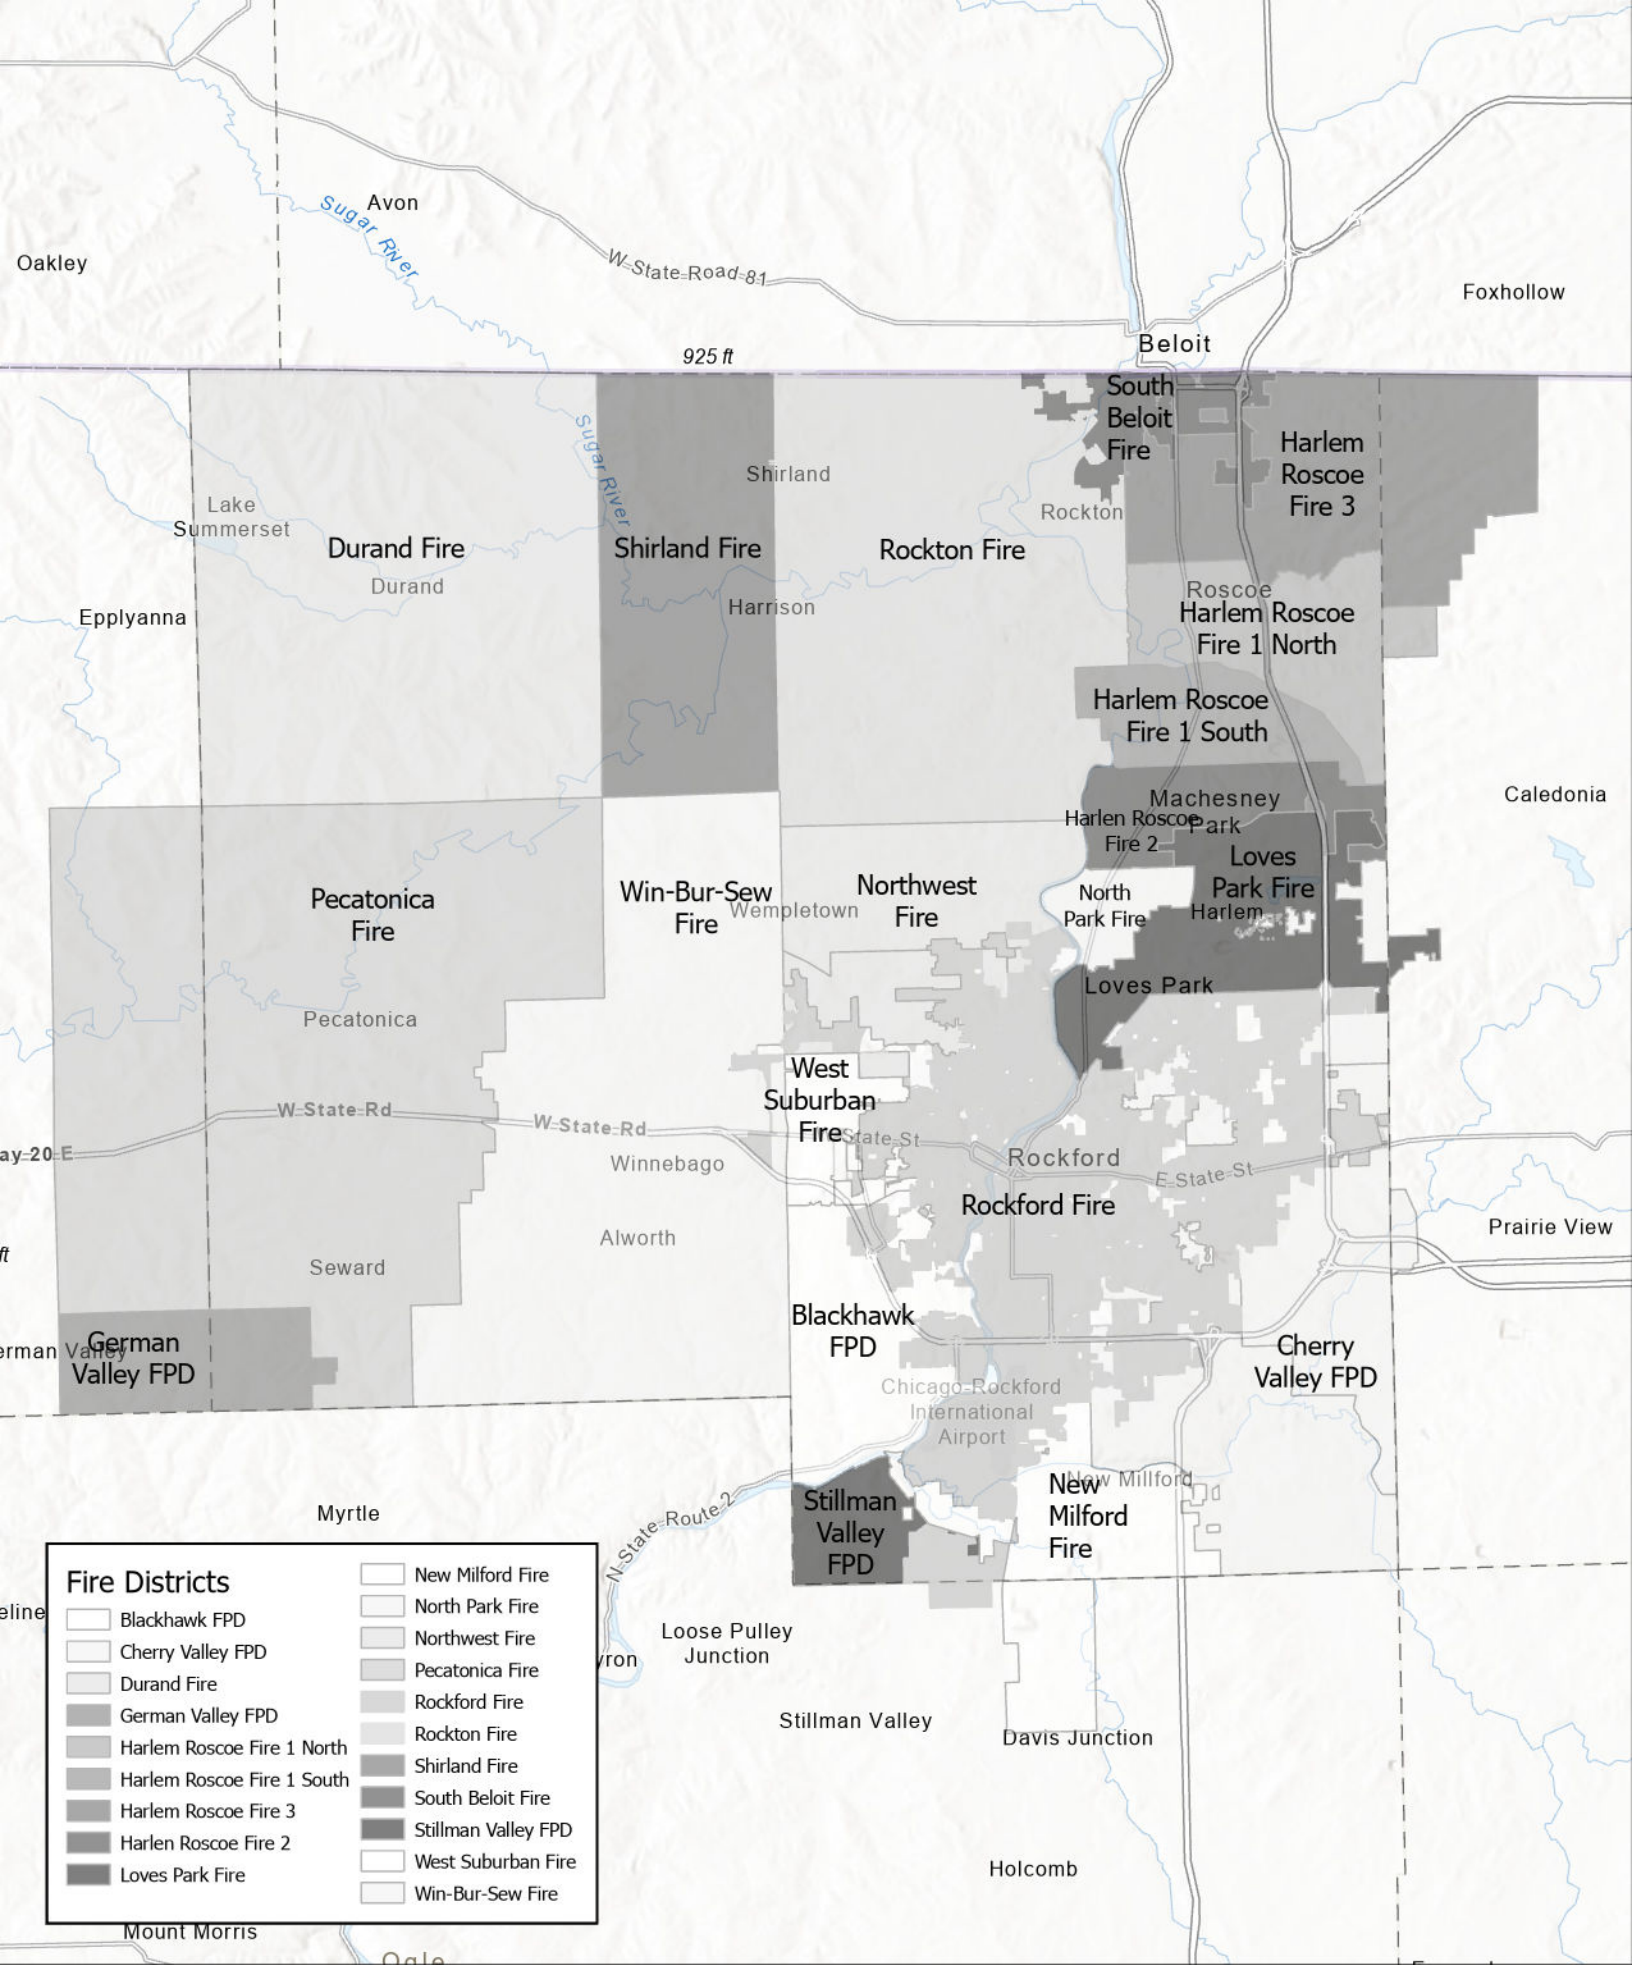 Avon
Sugar River
Oakley
W State Road 81
Foxhollow
Beloit
925 ft
South
Beloit
Fire
Harlem
Roscoe
Fire 3
Sugar River
Shirland
Lake
Summerset
Rockton
Durand Fire
Shirland Fire
Rockton Fire
Durand
Roscoe
Harrison
Epplyanna
Harlem Roscoe
Fire 1 North
Harlem Roscoe
Fire 1 South
Machesney
Park
Caledonia
Harlen Roscoe
Fire 2
Loves
Park Fire
Pecatonica
Fire
Win-Bur-Sew
Fire
Wempletown
Northwest
Fire
North
Park Fire
Harlem
Loves Park
Pecatonica
West
Suburban
Fire
W State Rd
W State Rd
State St
ay 20 E
Winnebago
Rockford
E State St
Rockford Fire
Prairie View
Alworth
ft
Seward
Blackhawk
FPD
German
Valley FPD
erman Valley
Cherry
Valley FPD
Chicago-Rockford
International
Airport
New Millford
New
Milford
Fire
Stillman
Valley
FPD
Myrtle
N State Route 2
Loose Pulley
Junction
eline
yron
Stillman Valley
Davis Junction
Holcomb
Fire Districts
Blackhawk FPD
Cherry Valley FPD
Durand Fire
German Valley FPD
Harlem Roscoe Fire 1 North
Harlem Roscoe Fire 1 South
Harlem Roscoe Fire 3
Harlen Roscoe Fire 2
Loves Park Fire
New Milford Fire
North Park Fire
Northwest Fire
Pecatonica Fire
Rockford Fire
Rockton Fire
Shirland Fire
South Beloit Fire
Stillman Valley FPD
West Suburban Fire
Win-Bur-Sew Fire
Mount Morris
Ogle